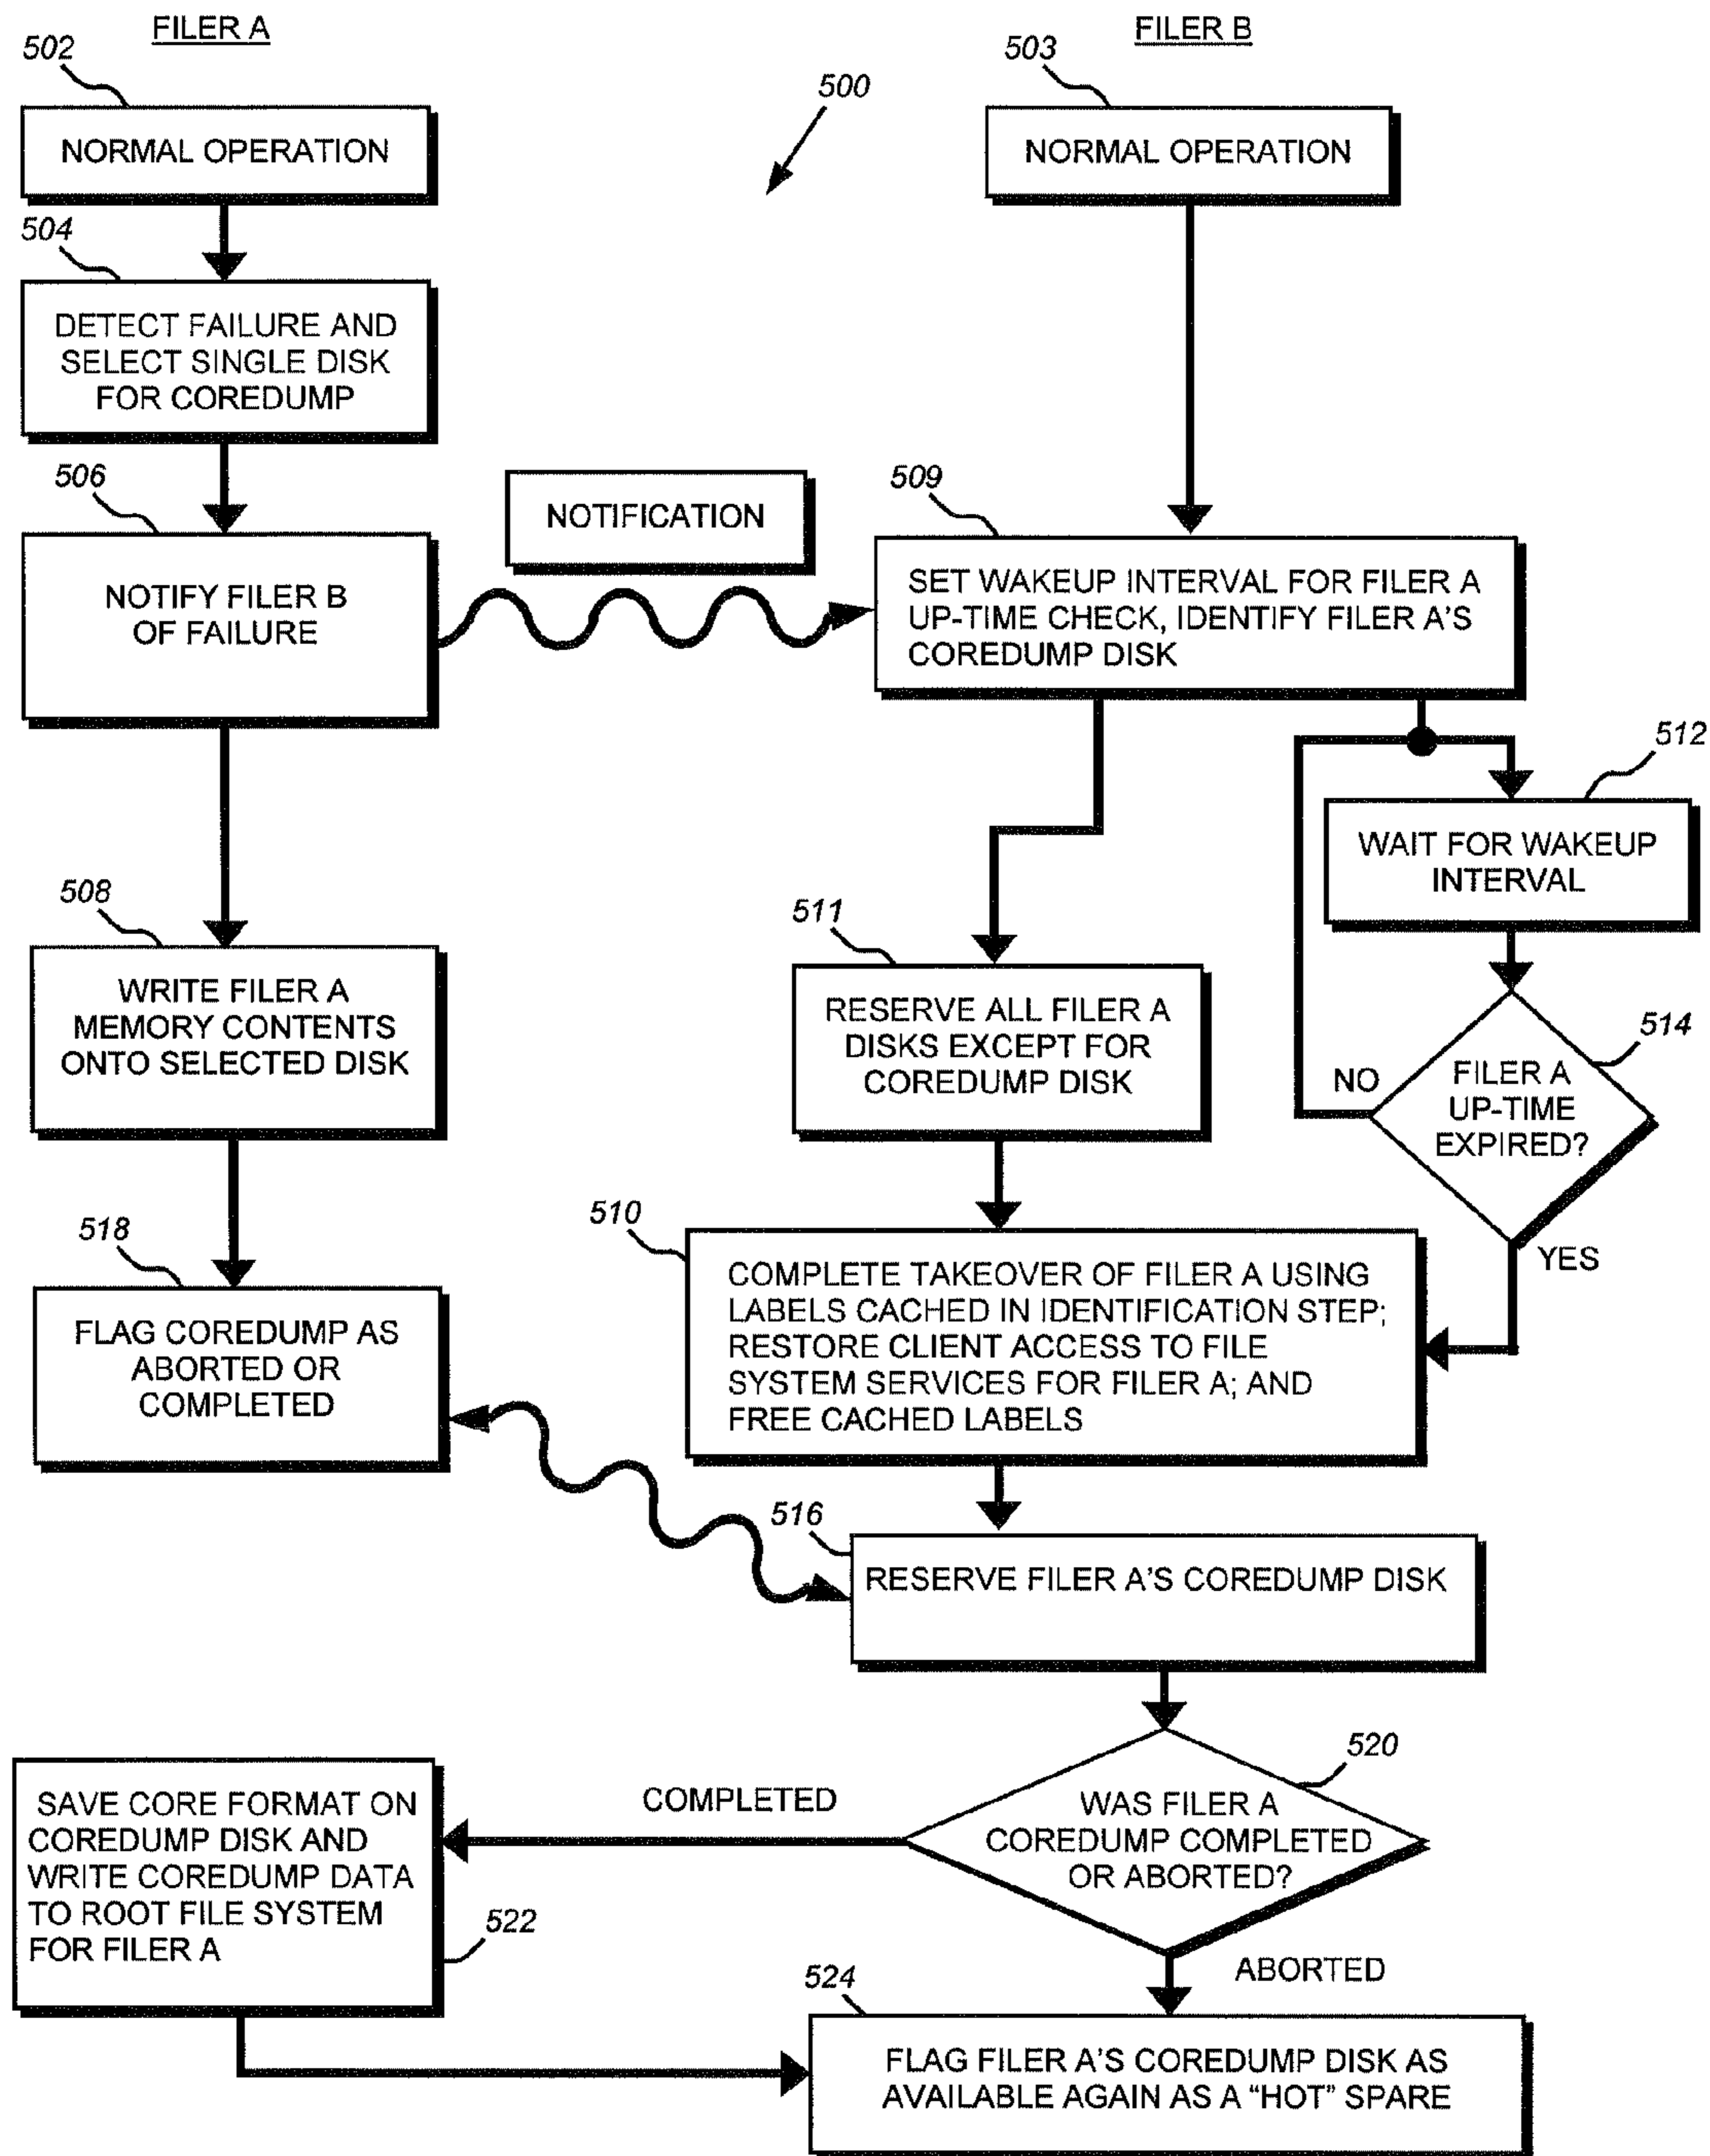 FILER A
FILER B
502
503
500
NORMAL OPERATION
NORMAL OPERATION
504
DETECT FAILURE AND
SELECT SINGLE DISK
FOR COREDUMP
506
NOTIFY FILER B
OF FAILURE
NOTIFICATION
509
SET WAKEUP INTERVAL FOR FILER A
UP-TIME CHECK, IDENTIFY FILER A'S
COREDUMP DISK
512
WAIT FOR WAKEUP
INTERVAL
508
WRITE FILER A
MEMORY CONTENTS
ONTO SELECTED DISK
511
RESERVE ALL FILER A
DISKS EXCEPT FOR
COREDUMP DISK
514
FILER A
UP-TIME
EXPIRED?
NO
YES
518
FLAG COREDUMP AS
ABORTED OR
COMPLETED
510
COMPLETE TAKEOVER OF FILER A USING
LABELS CACHED IN IDENTIFICATION STEP;
RESTORE CLIENT ACCESS TO FILE
SYSTEM SERVICES FOR FILER A; AND
FREE CACHED LABELS
516
RESERVE FILER A'S COREDUMP DISK
520
WAS FILER A
COREDUMP COMPLETED
OR ABORTED?
COMPLETED
ABORTED
SAVE CORE FORMAT ON
COREDUMP DISK AND
WRITE COREDUMP DATA
TO ROOT FILE SYSTEM
FOR FILER A
522
524
FLAG FILER A'S COREDUMP DISK AS
AVAILABLE AGAIN AS A “HOT” SPARE